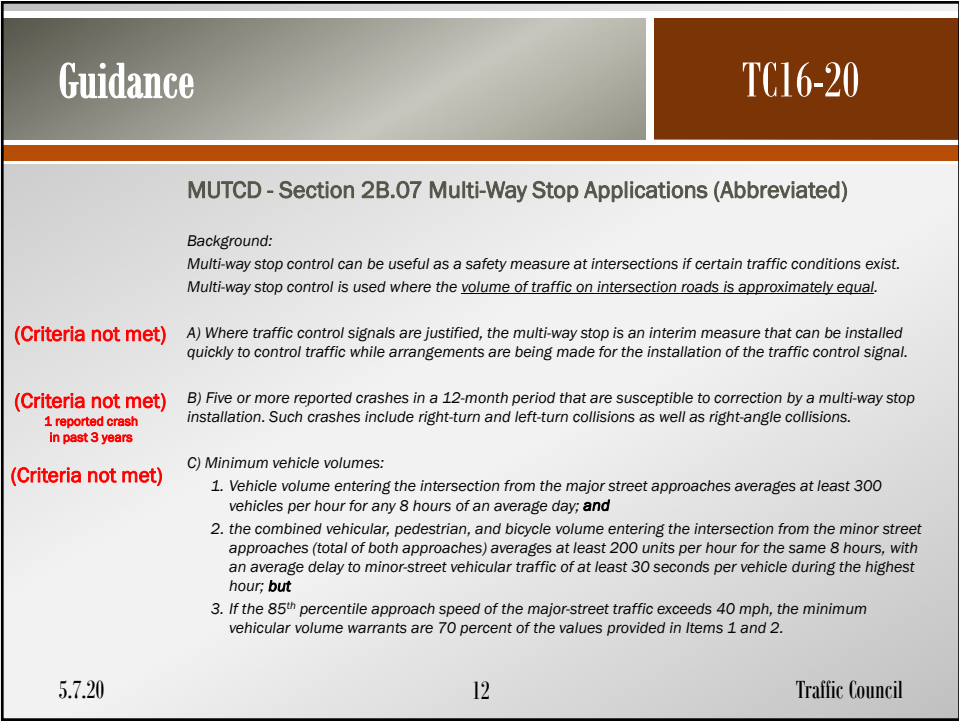 Guidance
TC16-20
MUTCD - Section 2B.07 Multi-Way Stop Applications (Abbreviated)
Background:
Multi-way stop control can be useful as a safety measure at intersections if certain traffic conditions exist.
Multi-way stop control is used where the volume of traffic on intersection roads is approximately equal.
(Criteria not met)
A) Where traffic control signals are justified, the multi-way stop is an interim measure that can be installed
quickly to control traffic while arrangements are being made for the installation of the traffic control signal.
(Criteria not met)
1 reported crash
in past 3 years
B) Five or more reported crashes in a 12-month period that are susceptible to correction by a multi-way stop
installation. Such crashes include right-turn and left-turn collisions as well as right-angle collisions.
(Criteria not met)
C) Minimum vehicle volumes:
1. Vehicle volume entering the intersection from the major street approaches averages at least 300
vehicles per hour for any 8 hours of an average day; and
2. the combined vehicular, pedestrian, and bicycle volume entering the intersection from the minor street
approaches (total of both approaches) averages at least 200 units per hour for the same 8 hours, with
an average delay to minor-street vehicular traffic of at least 30 seconds per vehicle during the highest
hour; but
3. If the 85th percentile approach speed of the major-street traffic exceeds 40 mph, the minimum
vehicular volume warrants are 70 percent of the values provided in Items 1 and 2.
5.7.20
12
Traffic Council